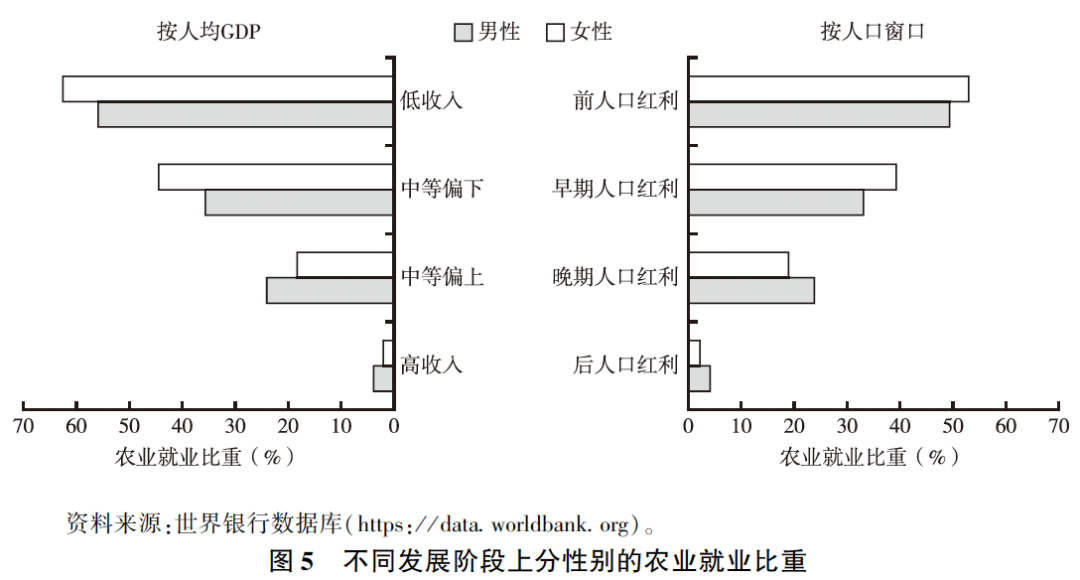 按人均GDP
男性 女性
按人口窗口
低收入
中等偏下
中等偏上
高收入
70 60 50 40 30 20 10 0
农业就业比重(%)
前人口红利
早期人口红利
晚期人口红利
后人口红利
0 10 20 30 40 50 60 70
农业就业比重(%)
资料来源:世界银行数据库(https://data. worldbank. org)。
图5 不同发展阶段上分性别的农业就业比重